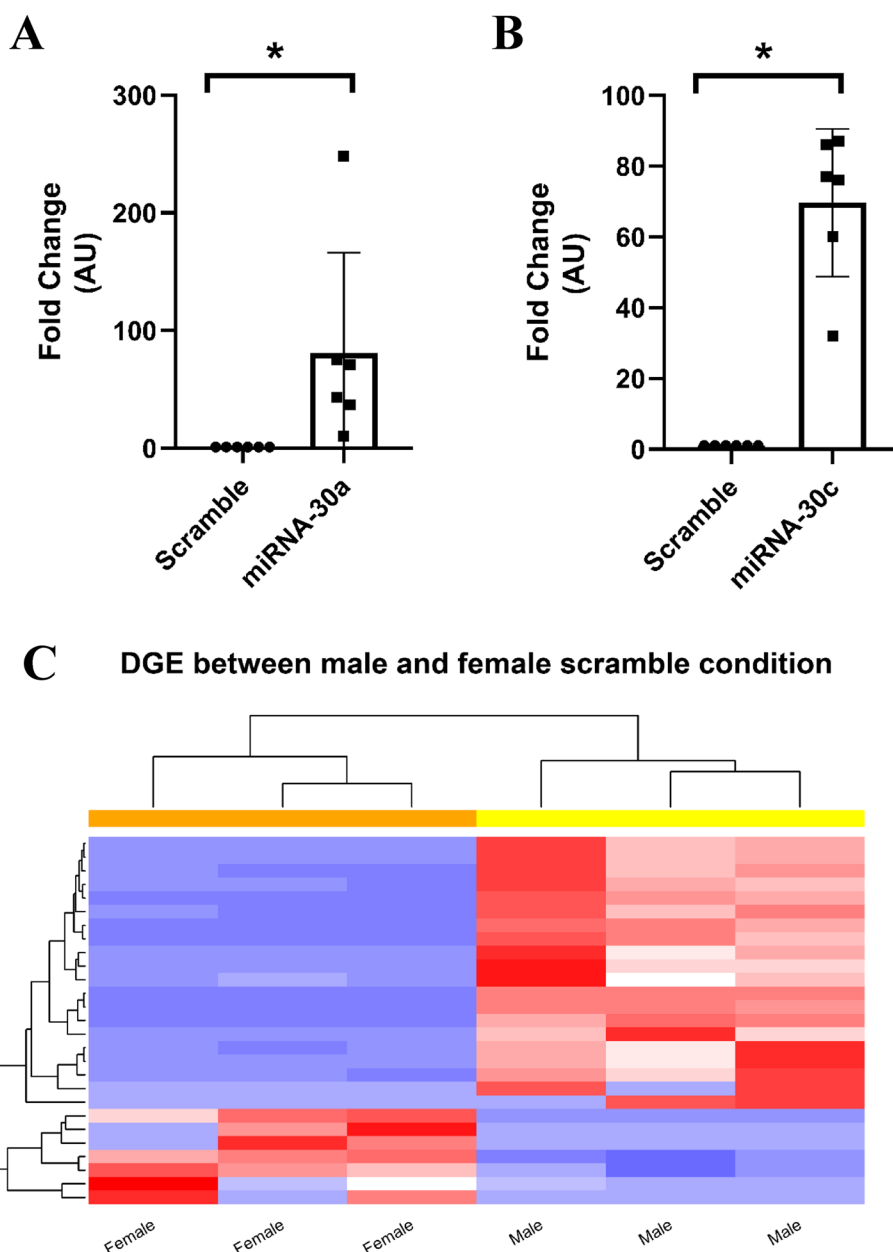 A
*
300
200
100
0
Fold Change
(AU)
Scramble
miRNA-30a
B
*
100
80
60
40
20
0
Fold Change
(AU)
Scramble
miRNA-30c
C
DGE between male and female scramble condition
Female
Female
Female
Male
Male
Male